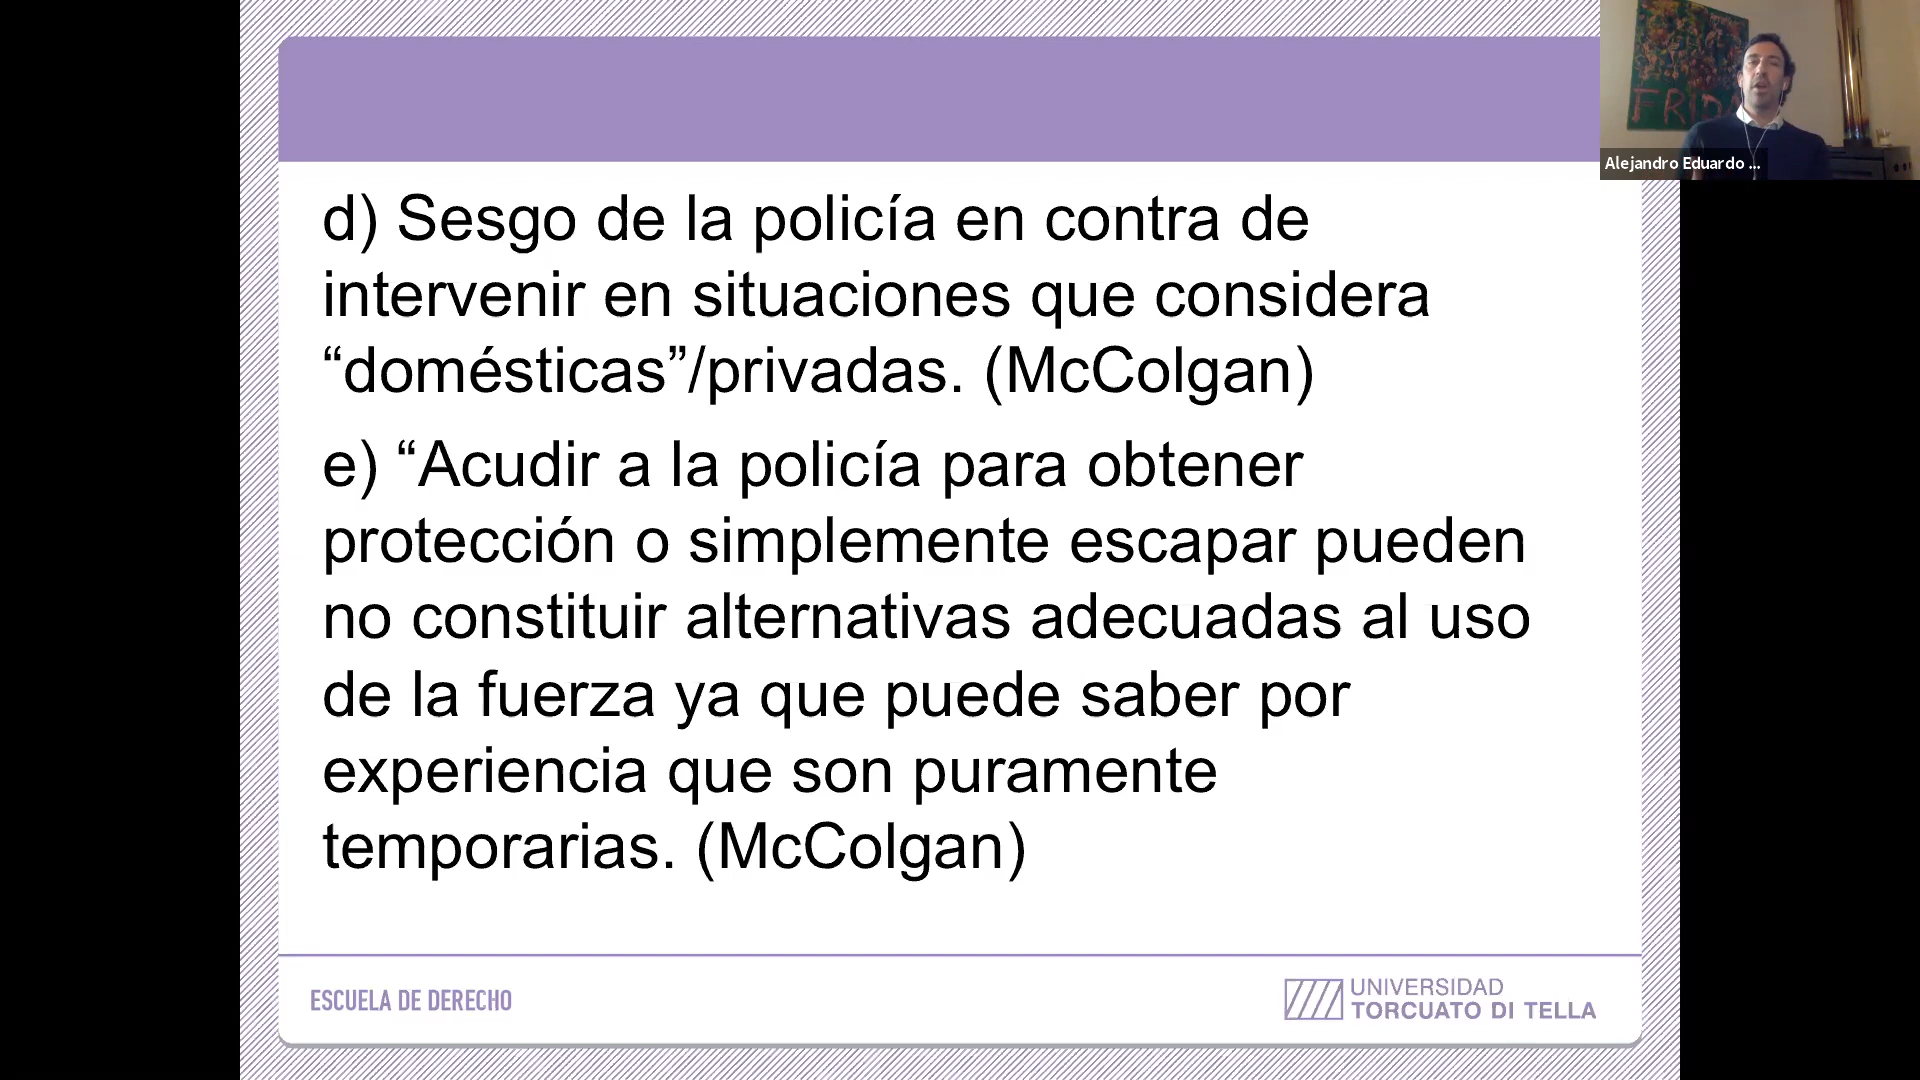 FRIDA
Alejandro Eduardo ...
d) Sesgo de la policía en contra de
intervenir en situaciones que considera
“domésticas”/privadas. (McColgan)
e) “Acudir a la policía para obtener
protección o simplemente escapar pueden
no constituir alternativas adecuadas al uso
de la fuerza ya que puede saber por
experiencia que son puramente
temporarias. (McColgan)
ESCUELA DE DERECHO
UNIVERSIDAD
TORCUATO DI TELLA